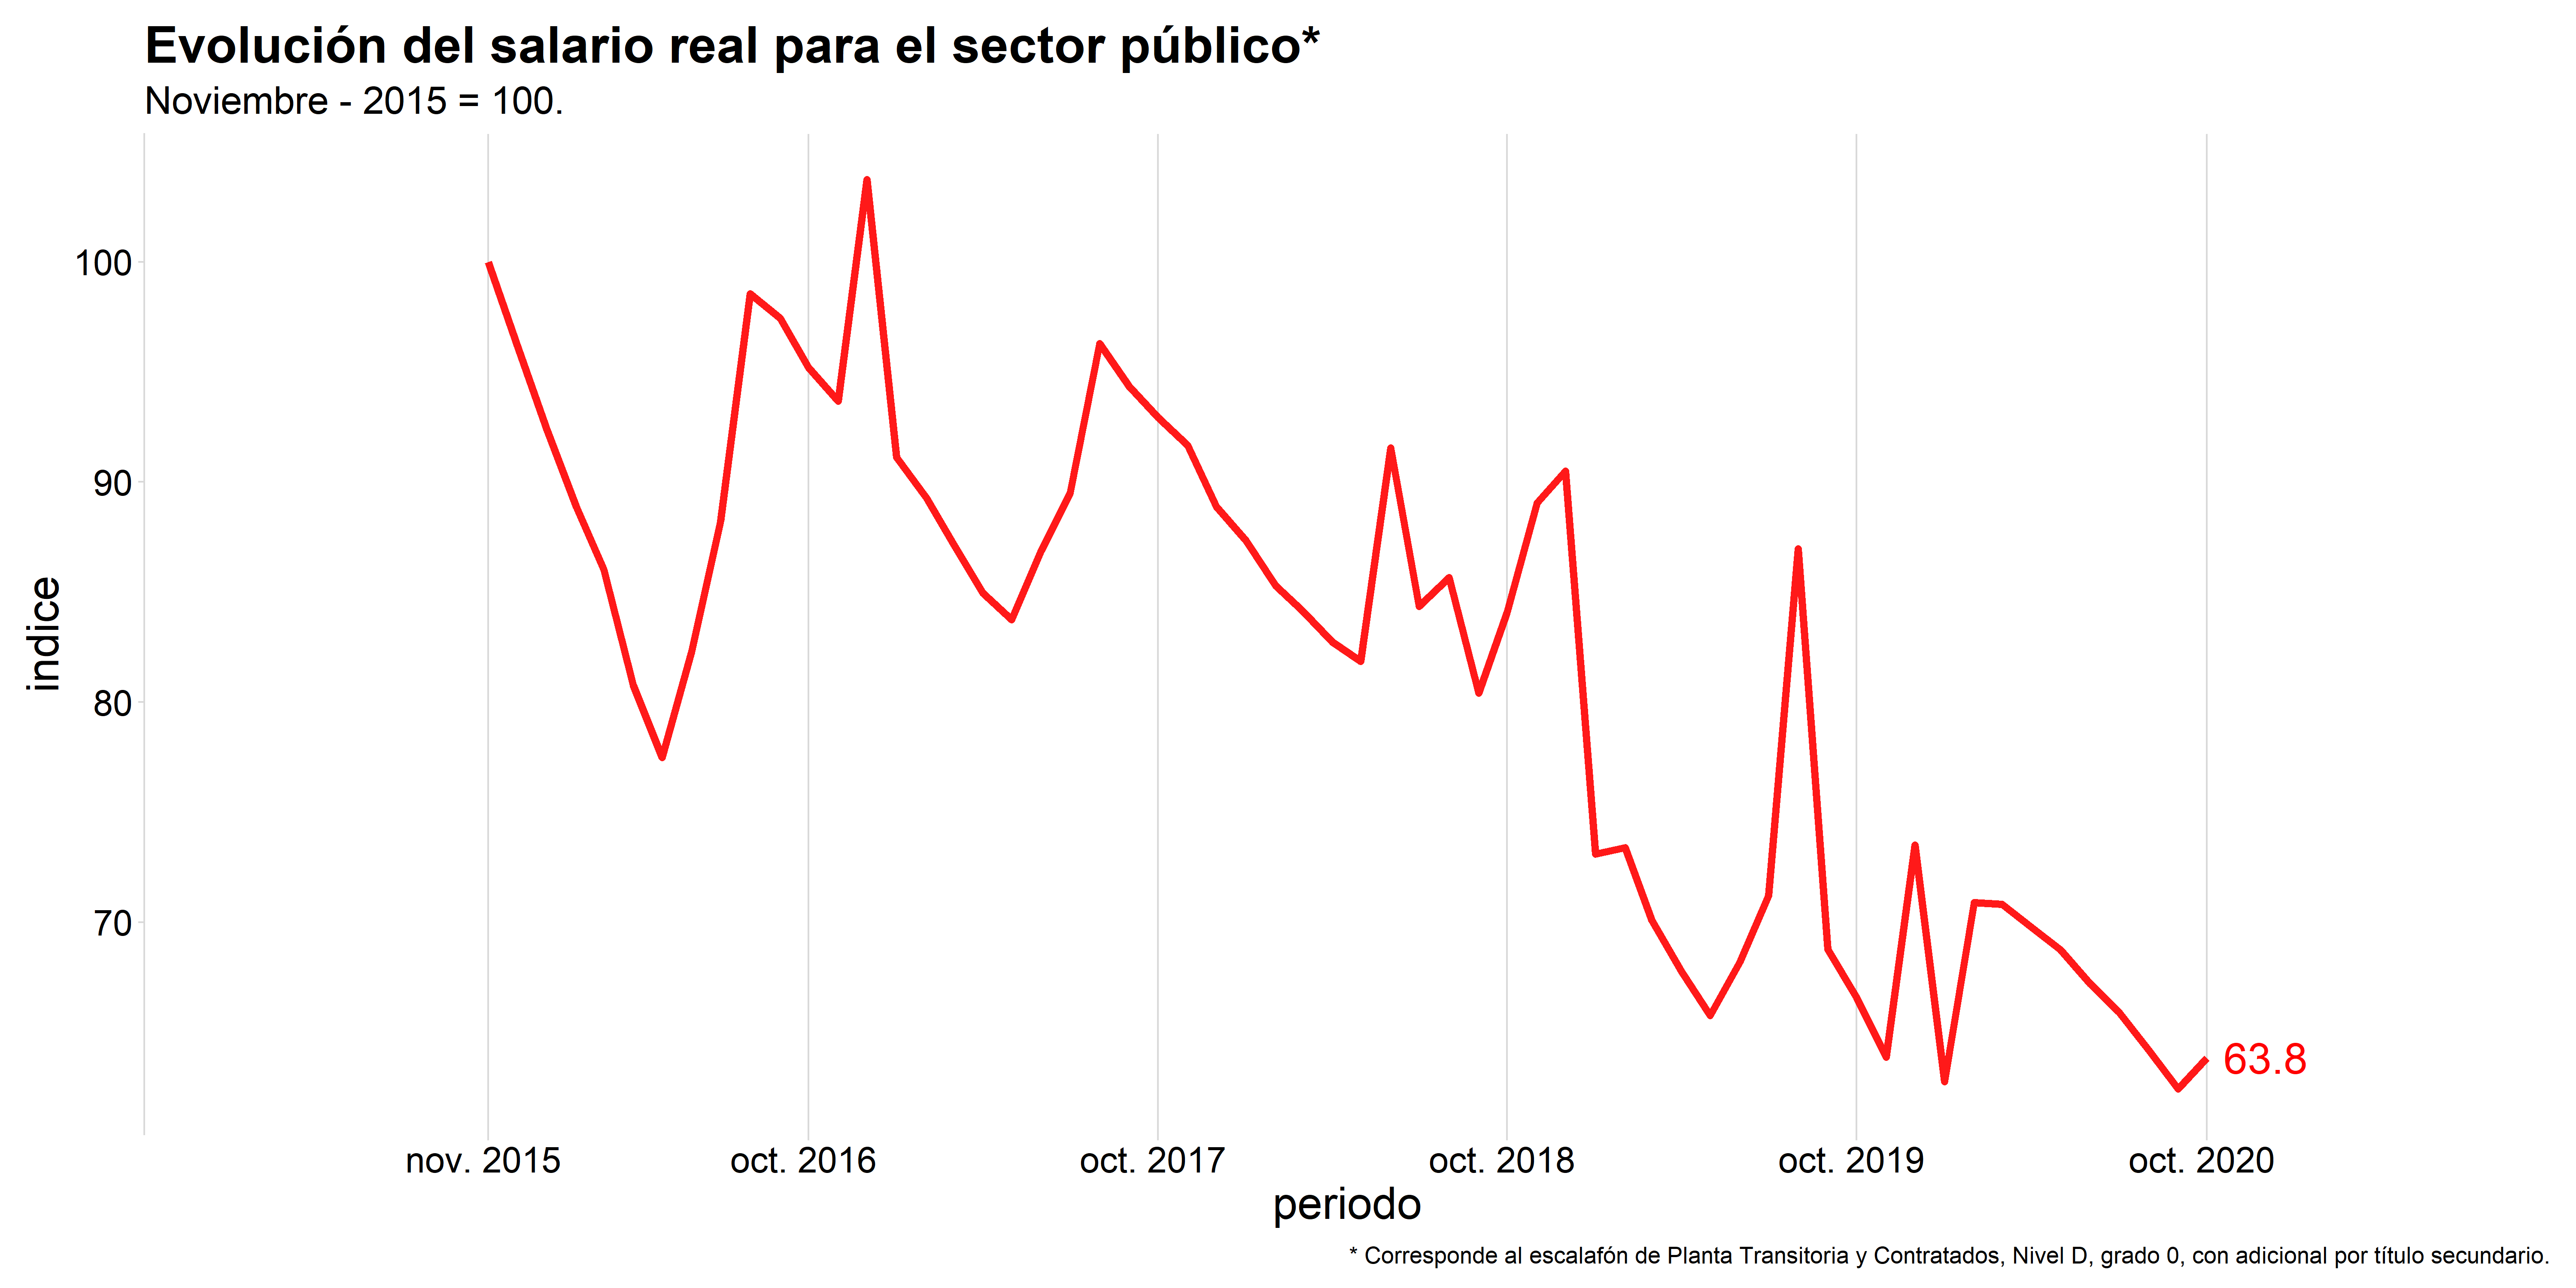 Evolución del salario real para el sector público*
Noviembre - 2015 = 100.
100
90
80
70
indice
63.8
nov. 2015
oct. 2016
oct. 2017
oct. 2018
oct. 2019
oct. 2020
periodo
* Corresponde al escalafón de Planta Transitoria y Contratados, Nivel D, grado 0, con adicional por título secundario.